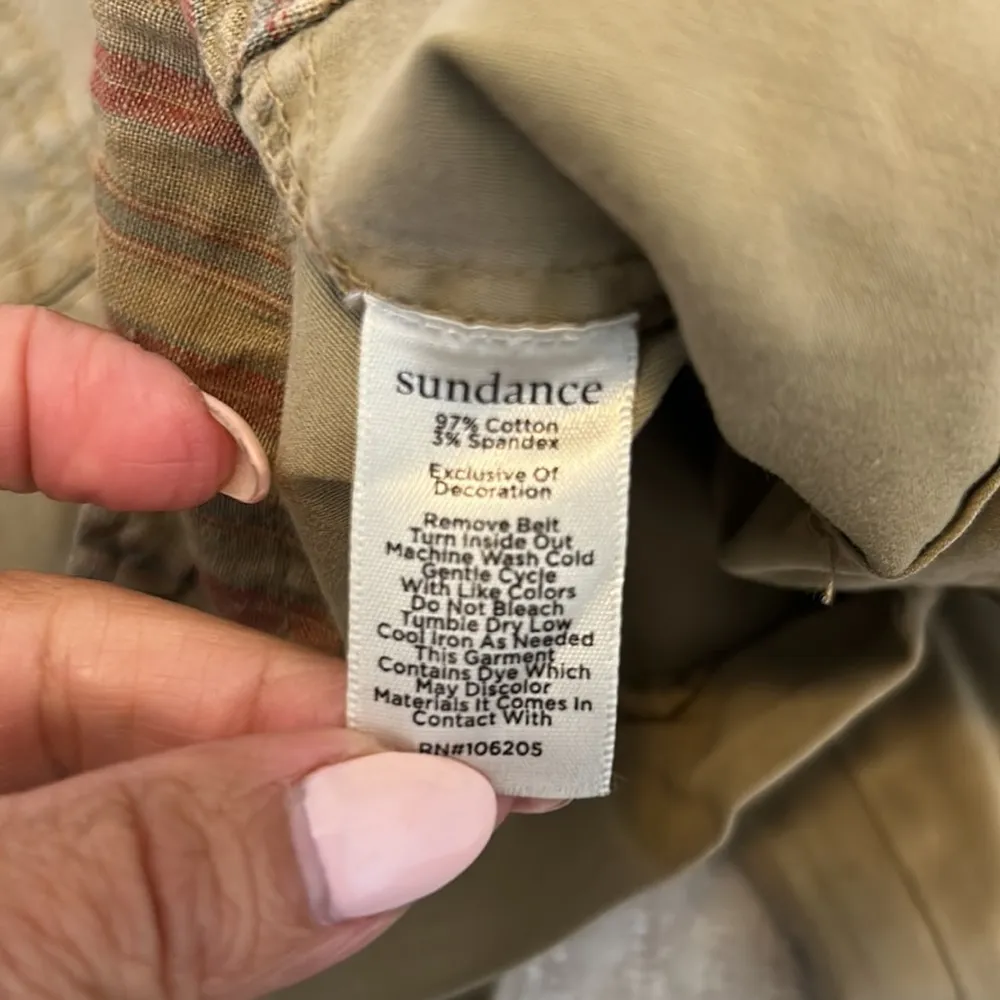 sundance
97% Cotton
3% Spandex
Exclusive Of
Decoration
Remove Belt
Turn Inside Out
Machine Wash Cold
Gentle Cycle
With Like Colors
Do Not Bleach
Tumble Dry Low
Cool Iron As Needed
This Garment
Contains Dye Which
May Discolor
Materials It Comes In
Contact With
RN#106205